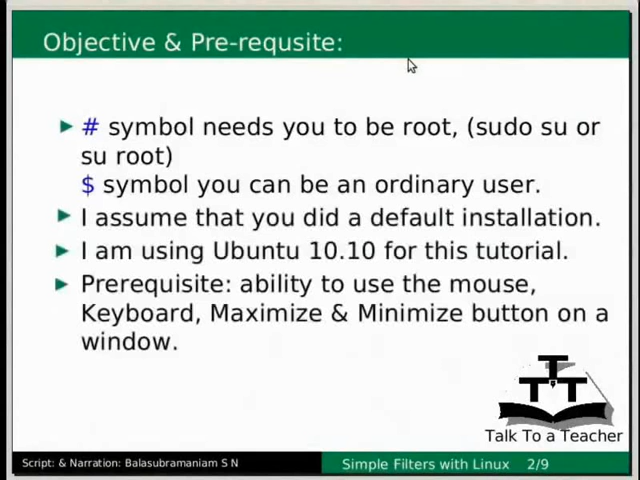 Objective & Pre-requsite:
# symbol needs you to be root, (sudo su or
su root)
$ symbol you can be an ordinary user.
I assume that you did a default installation.
I am using Ubuntu 10.10 for this tutorial.
Prerequisite: ability to use the mouse,
Keyboard, Maximize & Minimize button on a
window.
T
T T
Talk To a Teacher
Script: & Narration: Balasubramaniam S N
Simple Filters with Linux 2/9